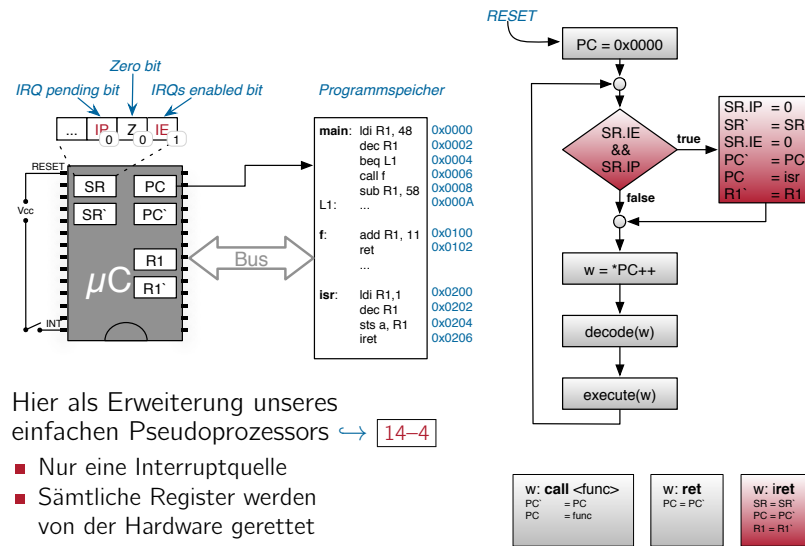 RESET
PC = 0x0000
Zero bit
IRQ pending bit
IRQs enabled bit
Programmspeicher
... IP Z IE
0 0 1
main: ldi R1, 48 0x0000
dec R1 0x0002
beq L1 0x0004
call f 0x0006
sub R1, 58 0x0008
L1: ... 0x000A
f: add R1, 11 0x0100
ret 0x0102
...
isr: ldi R1,1 0x0200
dec R1 0x0202
sts a, R1 0x0204
iret 0x0206
RESET
Vcc
INT
SR
PC
SR`
PC`
R1
R1`
µC
Bus
SR.IE
&&
SR.IP
true
false
SR.IP = 0
SR` = SR
SR.IE = 0
PC` = PC
PC = isr
R1` = R1
w = *PC++
decode(w)
execute(w)
Hier als Erweiterung unseres
einfachen Pseudoprozessors ↪ 14–4
■ Nur eine Interruptquelle
■ Sämtliche Register werden
von der Hardware gerettet
w: call <func>
PC` = PC
PC = func
w: ret
PC = PC`
w: iret
SR = SR`
PC = PC`
R1 = R1`